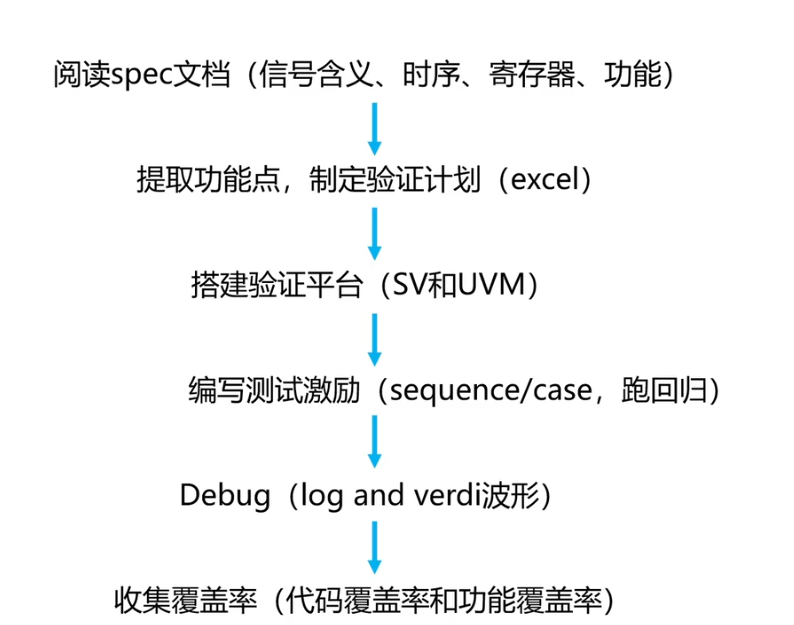 阅读spec文档（信号含义、时序、寄存器、功能）
提取功能点，制定验证计划（excel）
搭建验证平台（SV和UVM）
编写测试激励（sequence/case，跑回归）
Debug（log and verdi波形）
收集覆盖率（代码覆盖率和功能覆盖率）